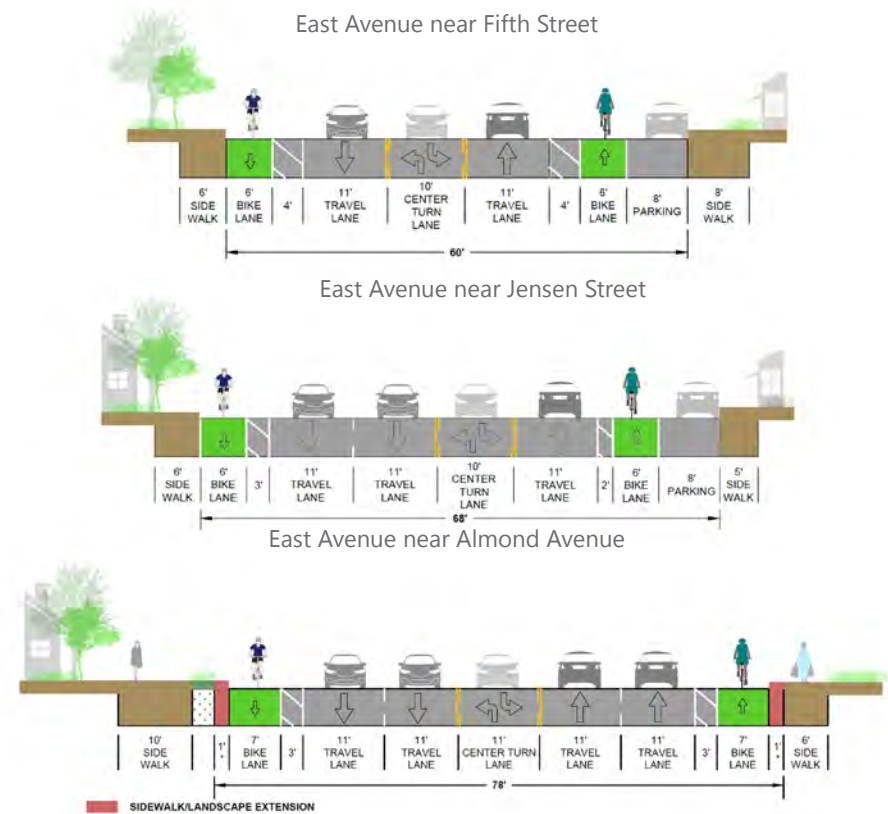 East Avenue near Fifth Street
6' SIDE WALK
6' BIKE LANE
4'
11' TRAVEL LANE
10' CENTER TURN LANE
11' TRAVEL LANE
4'
6' BIKE LANE
8' PARKING
8' SIDE WALK
60'
East Avenue near Jensen Street
6' SIDE WALK
6' BIKE LANE
3'
11' TRAVEL LANE
11' TRAVEL LANE
10' CENTER TURN LANE
11' TRAVEL LANE
2'
6' BIKE LANE
8' PARKING
5' SIDE WALK
68'
East Avenue near Almond Avenue
10' SIDE WALK
1'*
7' BIKE LANE
3'
11' TRAVEL LANE
11' TRAVEL LANE
11' CENTER TURN LANE
11' TRAVEL LANE
11' TRAVEL LANE
3'
7' BIKE LANE
1'*
6' SIDE WALK
78'
SIDEWALK/LANDSCAPE EXTENSION